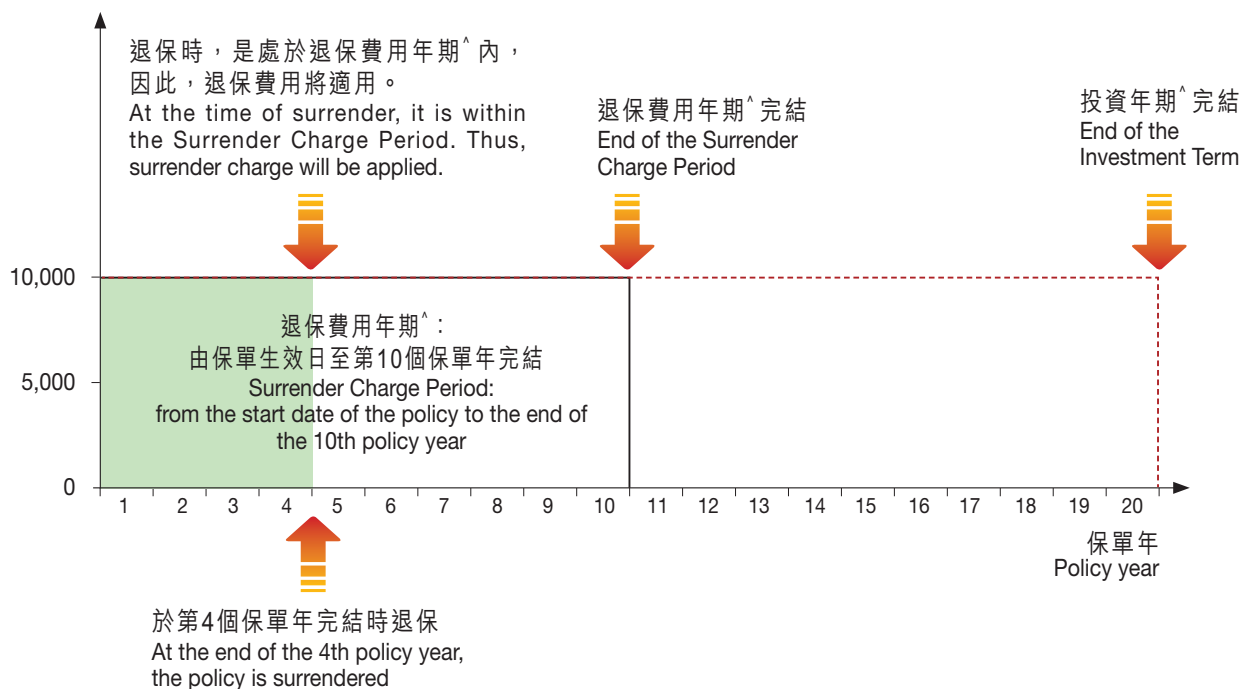 退保時，是處於退保費用年期^ 內，
因此，退保費用將適用。
At the time of surrender, it is within
the Surrender Charge Period. Thus,
surrender charge will be applied.
退保費用年期^ 完結
End of the Surrender
Charge Period
投資年期^ 完結
End of the
Investment Term
10,000
5,000
0
退保費用年期^：
由保單生效日至第10個保單年完結
Surrender Charge Period:
from the start date of the policy to the end of
the 10th policy year
1 2 3 4 5 6 7 8 9 10 11 12 13 14 15 16 17 18 19 20
保單年
Policy year
於第4個保單年完結時退保
At the end of the 4th policy year,
the policy is surrendered